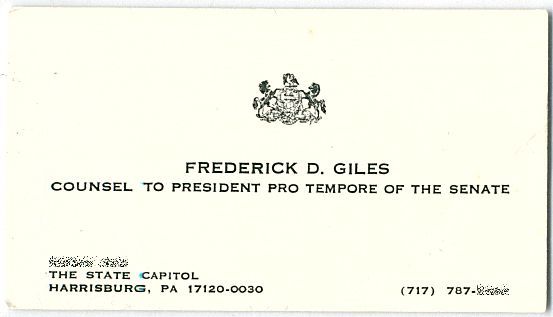 FREDERICK D. GILES
COUNSEL TO PRESIDENT PRO TEMPORE OF THE SENATE
THE STATE CAPITOL
HARRISBURG, PA 17120-0030
(717) 787-